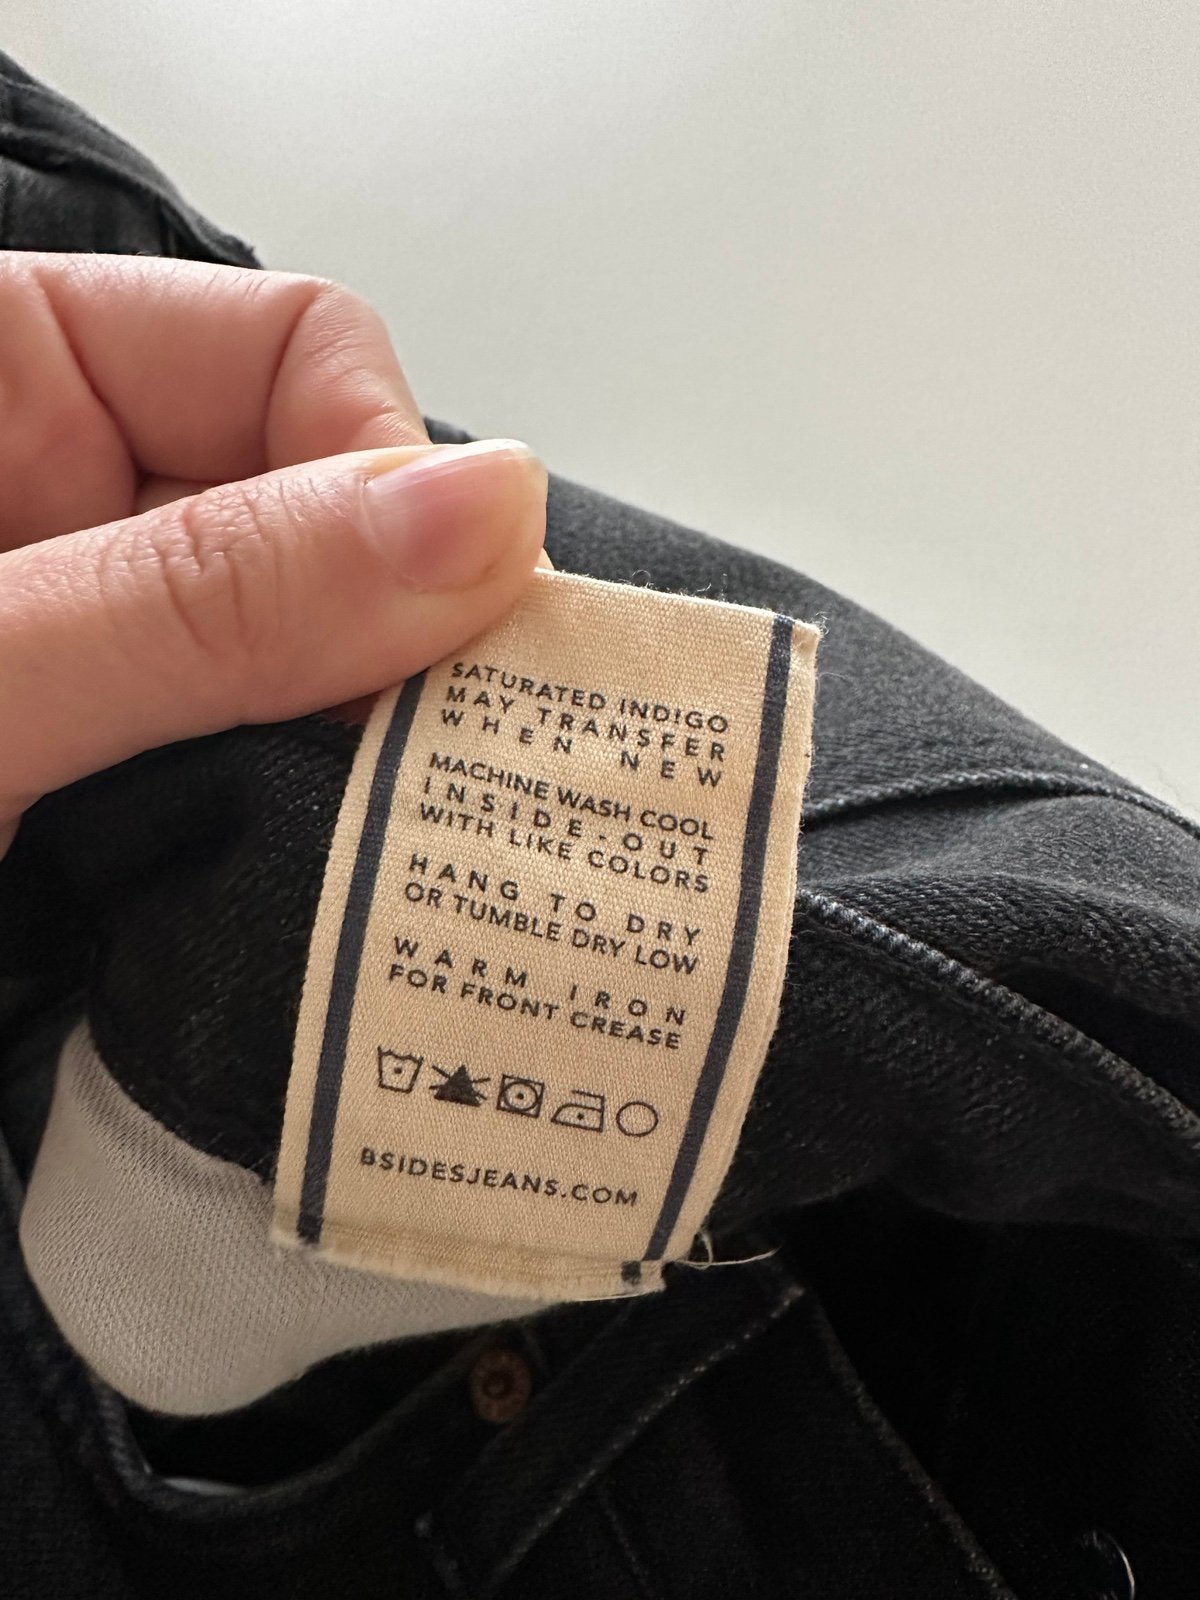 SATURATED INDIGO
MAY TRANSFER
WHEN NEW
MACHINE WASH COOL
INSIDE-OUT
WITH LIKE COLORS
HANG TO DRY
OR TUMBLE DRY LOW
WARM IRON
FOR FRONT CREASE
BSIDESJEANS.COM